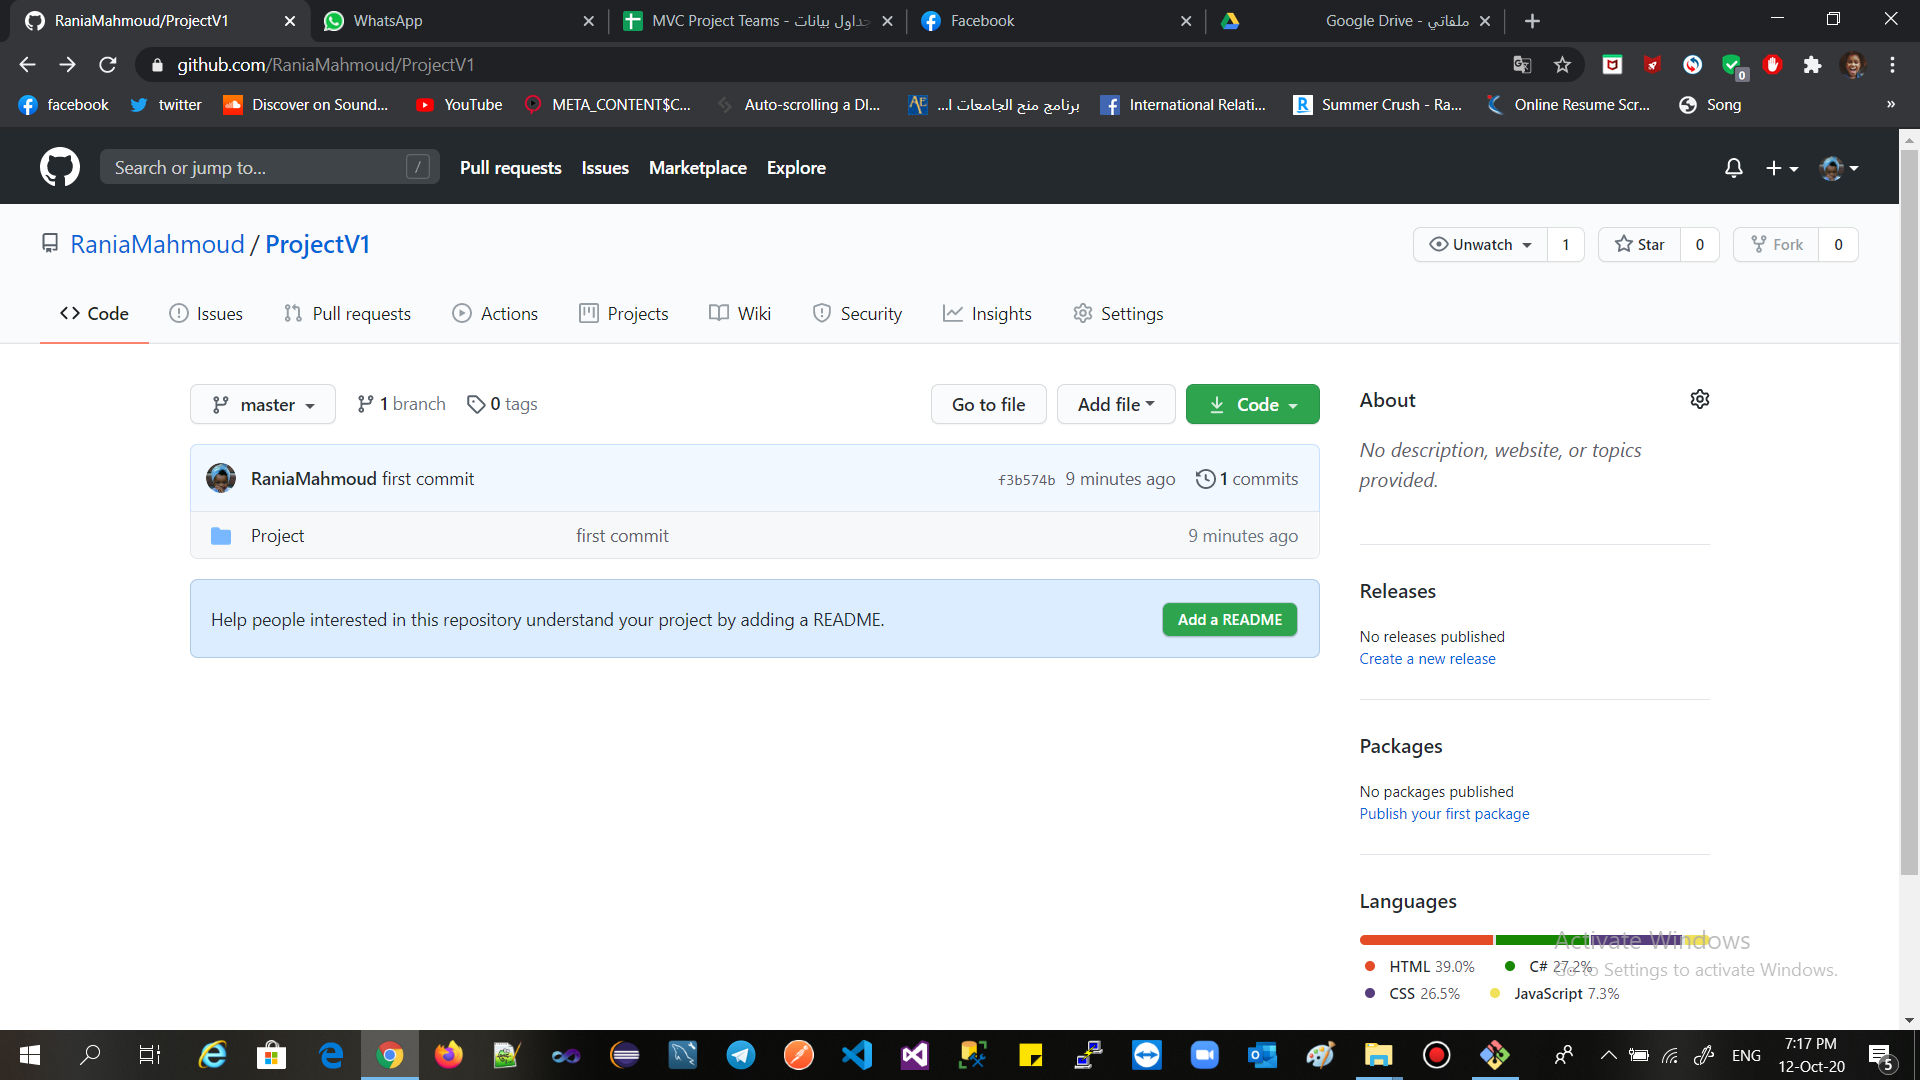 RaniaMahmoud/ProjectV1
WhatsApp
MVC Project Teams - جداول بيانات
Facebook
ملفاتي - Google Drive
github.com/RaniaMahmoud/ProjectV1
0
facebook
twitter
Discover on Sound...
YouTube
META_CONTENT$C...
Auto-scrolling a DI...
برنامج منح الجامعات ا...
International Relati...
Summer Crush - Ra...
Online Resume Scr...
Song
»
Search or jump to...
/
Pull requests
Issues
Marketplace
Explore
RaniaMahmoud / ProjectV1
Unwatch
1
Star
0
Fork
0
Code
Issues
Pull requests
Actions
Projects
Wiki
Security
Insights
Settings
master
1 branch
0 tags
Go to file
Add file
Code
RaniaMahmoud first commit
f3b574b
9 minutes ago
1 commits
Project
first commit
9 minutes ago
Help people interested in this repository understand your project by adding a README.
Add a README
About
No description, website, or topics
provided.
Releases
No releases published
Create a new release
Packages
No packages published
Publish your first package
Languages
HTML 39.0%
C# 27.2%
CSS 26.5%
JavaScript 7.3%
Activate Windows
Go to Settings to activate Windows.
ENG
7:17 PM
12-Oct-20
5